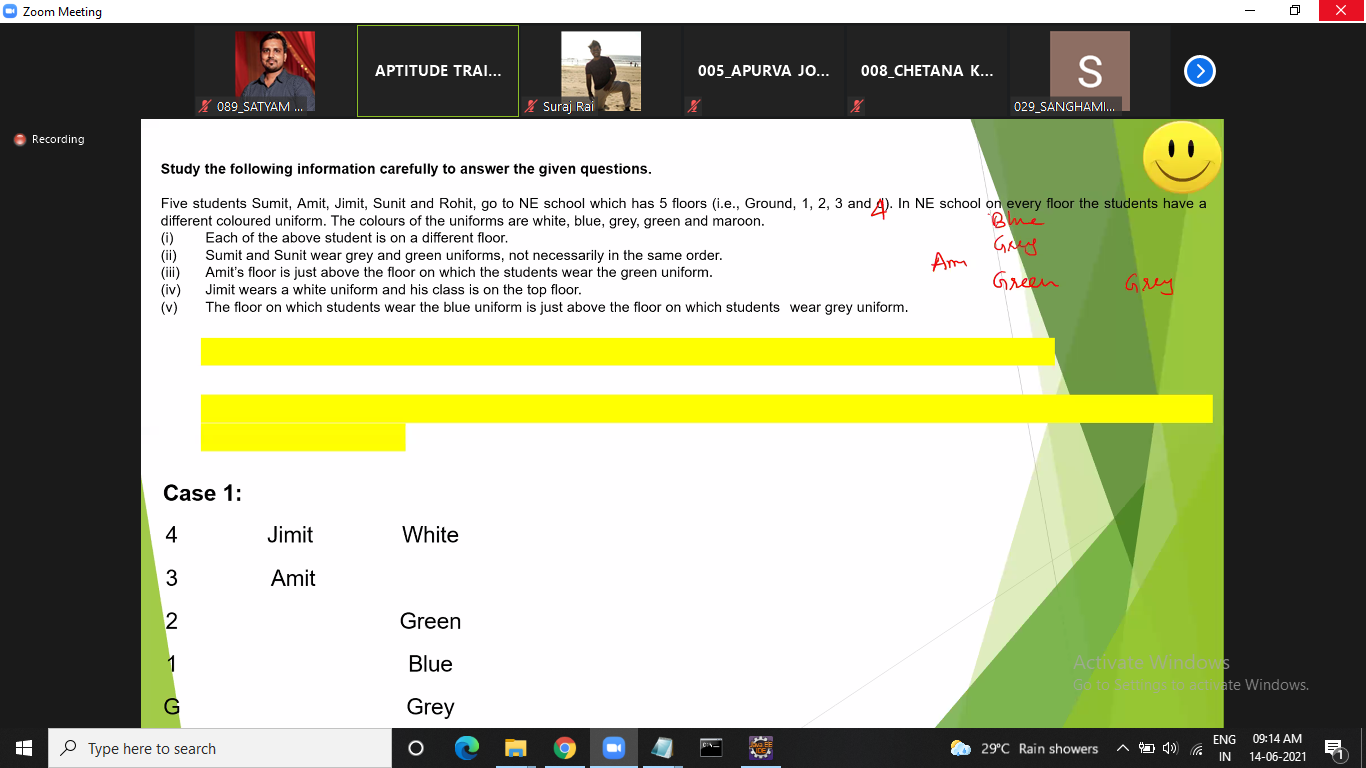 Zoom Meeting
089_SATYAM ...
APTITUDE TRAI...
Suraj Rai
005_APURVA JO...
008_CHETANA K...
S
029_SANGHAMI...
Recording
Study the following information carefully to answer the given questions.
Five students Sumit, Amit, Jimit, Sunit and Rohit, go to NE school which has 5 floors (i.e., Ground, 1, 2, 3 and 4). In NE school on every floor the students have a
different coloured uniform. The colours of the uniforms are white, blue, grey, green and maroon.
(i) Each of the above student is on a different floor.
(ii) Sumit and Sunit wear grey and green uniforms, not necessarily in the same order.
(iii) Amit's floor is just above the floor on which the students wear the green uniform.
(iv) Jimit wears a white uniform and his class is on the top floor.
(v) The floor on which students wear the blue uniform is just above the floor on which students wear grey uniform.
4
Blue
Grey
Am
Green Grey
Case 1:
4 Jimit White
3 Amit
2 Green
1 Blue
G Grey
Activate Windows
Go to Settings to activate Windows.
Type here to search
29°C Rain showers
ENG
IN
09:14 AM
14-06-2021
1